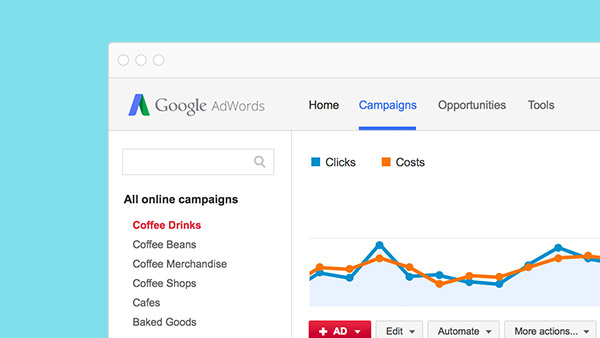 Google AdWords
Home Campaigns Opportunities Tools
Clicks Costs
All online campaigns
Coffee Drinks
Coffee Beans
Coffee Merchandise
Coffee Shops
Cafes
Baked Goods
+ AD Edit Automate More actions...